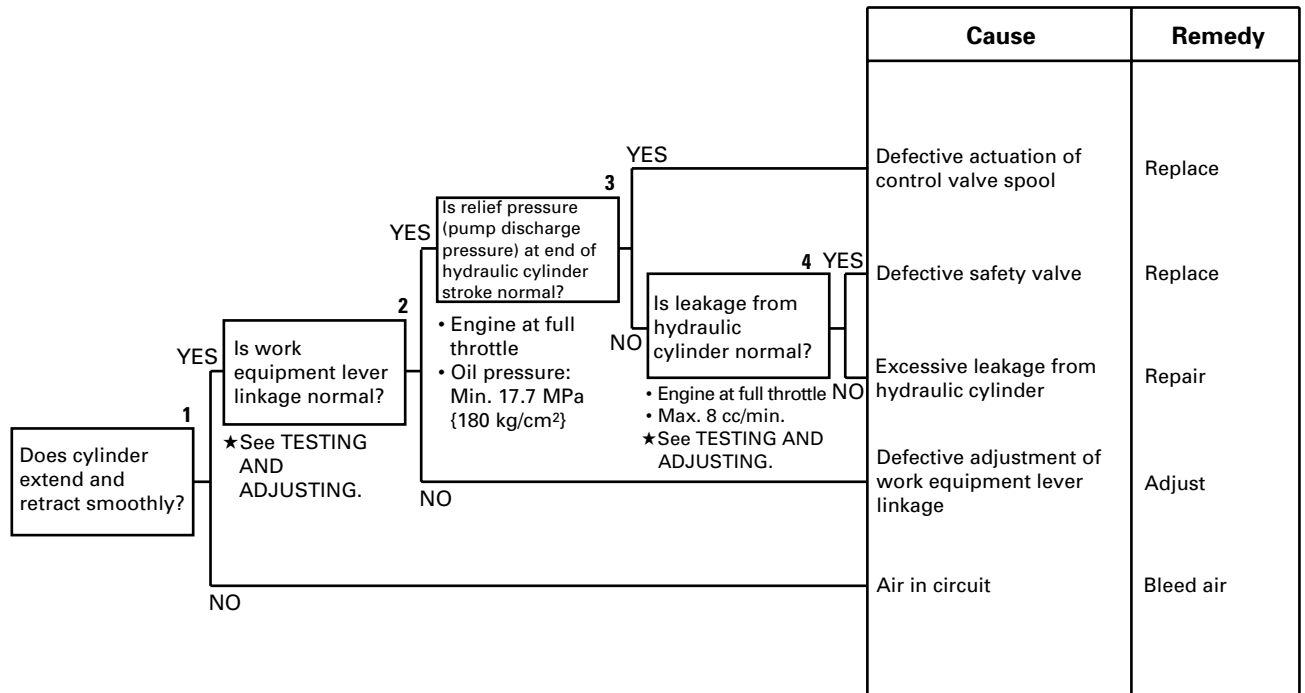 Cause
Remedy
YES
Defective actuation of
control valve spool
Replace
3
Is relief pressure
(pump discharge
pressure) at end of
hydraulic cylinder
stroke normal?
YES
4
YES
Defective safety valve
Replace
Is leakage from
hydraulic
cylinder normal?
2
• Engine at full
throttle
• Oil pressure:
Min. 17.7 MPa
{180 kg/cm²}
NO
YES
Is work
equipment lever
linkage normal?
NO
Excessive leakage from
hydraulic cylinder
Repair
• Engine at full throttle
• Max. 8 cc/min.
★See TESTING AND
ADJUSTING.
1
★See TESTING
AND
ADJUSTING.
Does cylinder
extend and
retract smoothly?
NO
Defective adjustment of
work equipment lever
linkage
Adjust
NO
Air in circuit
Bleed air